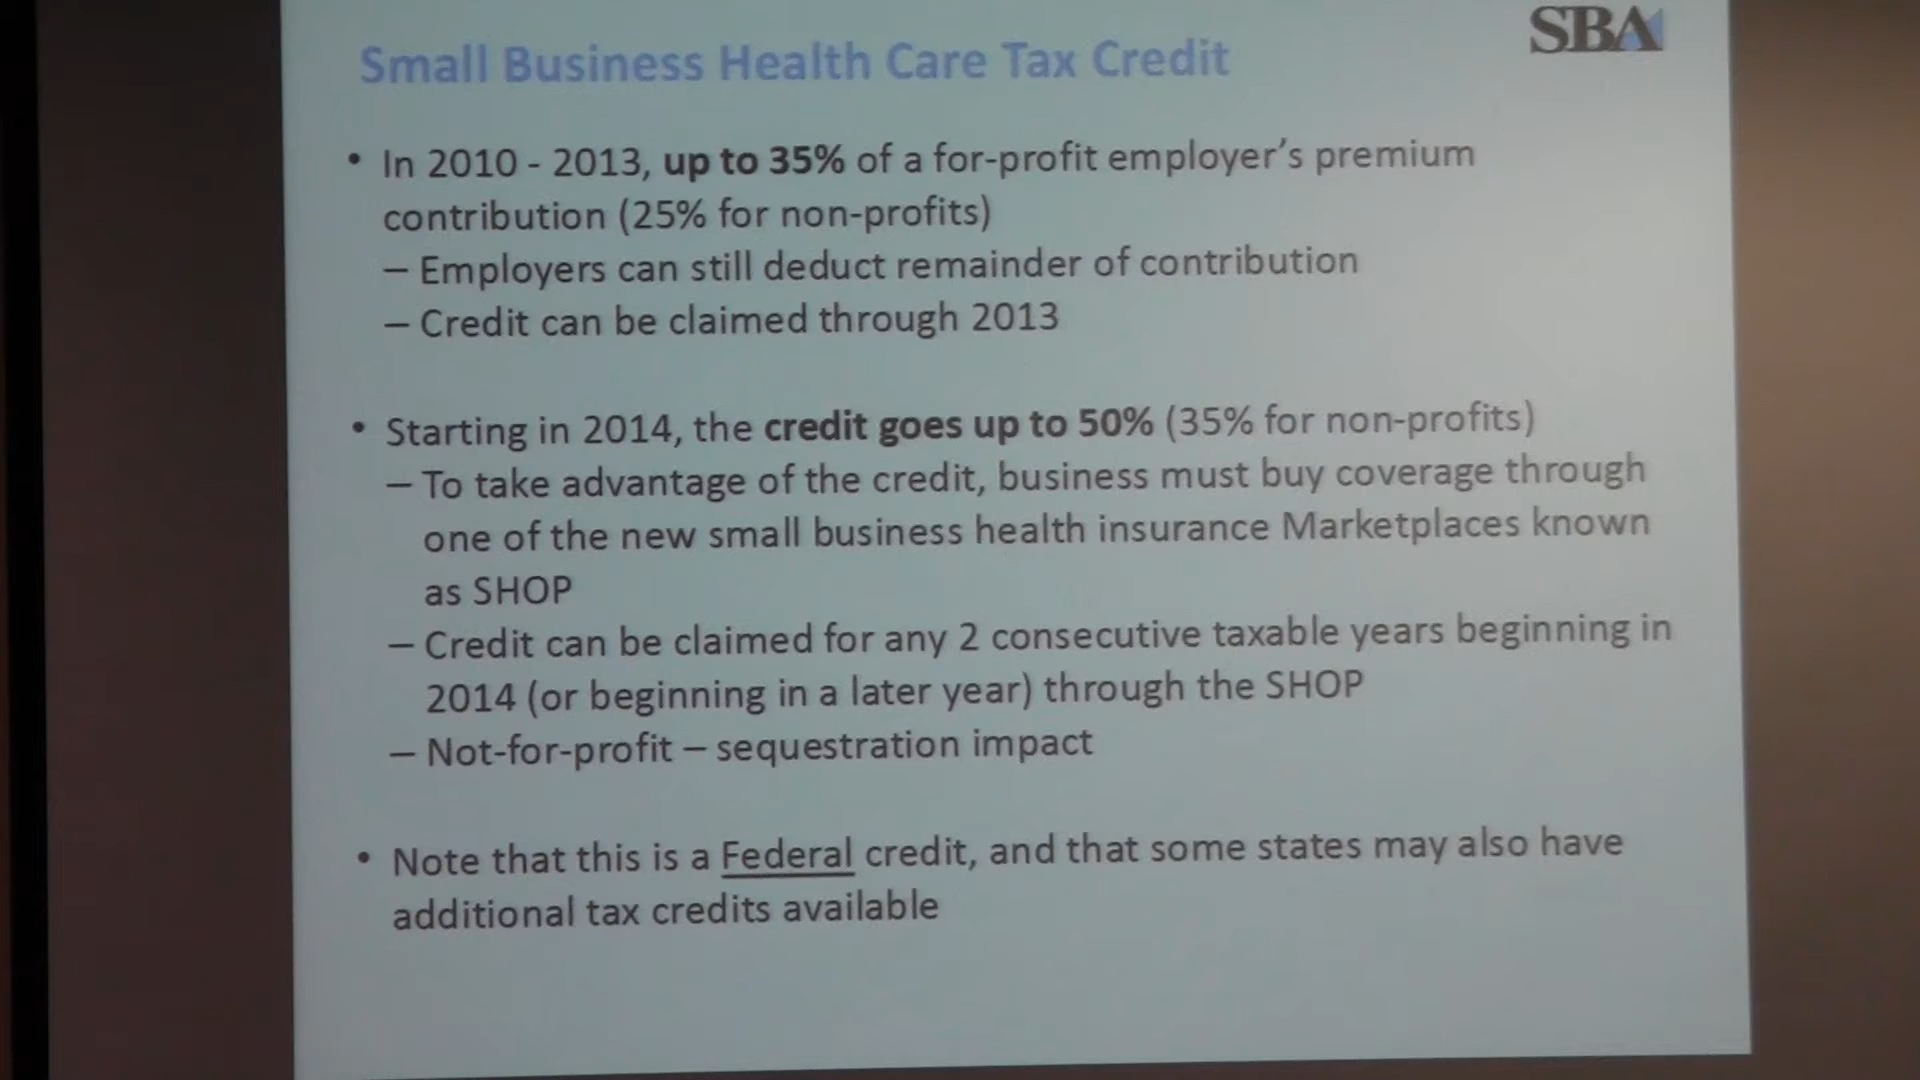 SBA
Small Business Health Care Tax Credit
• In 2010 - 2013, up to 35% of a for-profit employer's premium
contribution (25% for non-profits)
– Employers can still deduct remainder of contribution
– Credit can be claimed through 2013
• Starting in 2014, the credit goes up to 50% (35% for non-profits)
– To take advantage of the credit, business must buy coverage through
one of the new small business health insurance Marketplaces known
as SHOP
– Credit can be claimed for any 2 consecutive taxable years beginning in
2014 (or beginning in a later year) through the SHOP
– Not-for-profit – sequestration impact
• Note that this is a Federal credit, and that some states may also have
additional tax credits available